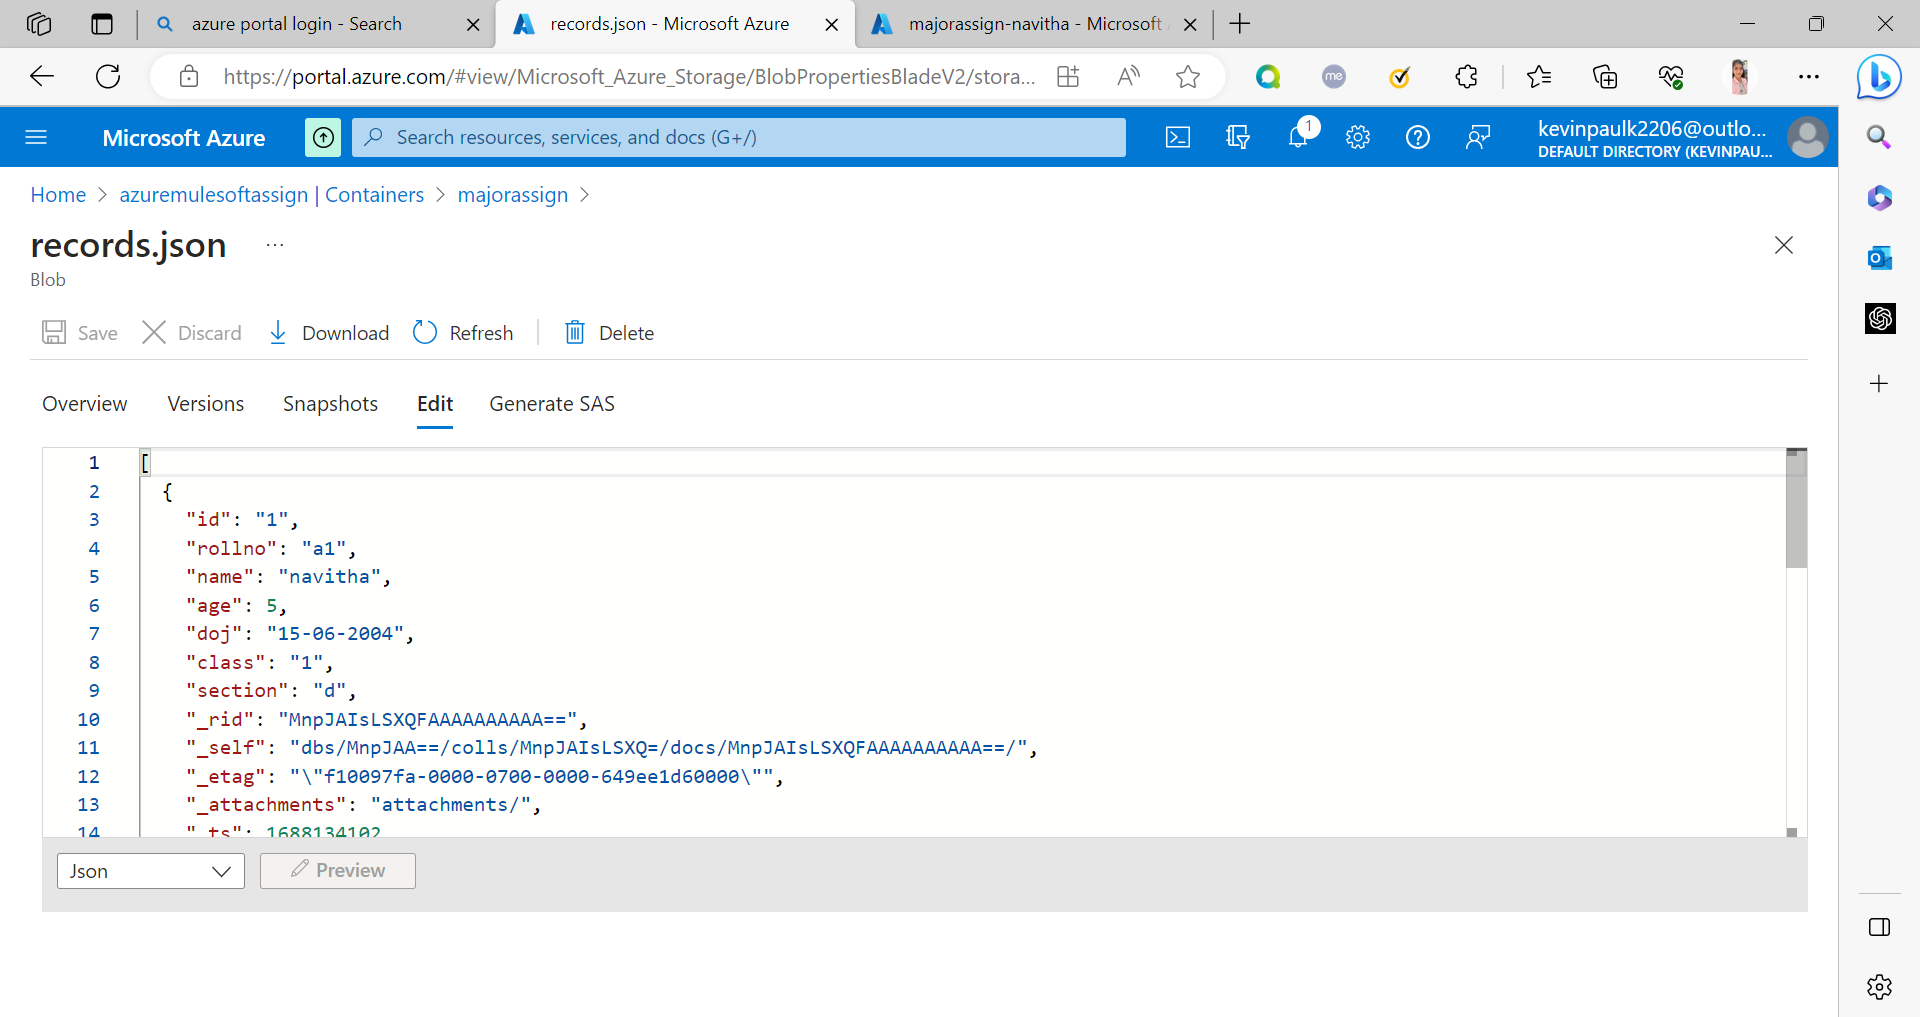 azure portal login - Search
records.json - Microsoft Azure
majorassign-navitha - Microsoft
https://portal.azure.com/#view/Microsoft_Azure_Storage/BlobPropertiesBladeV2/stora...
me
Microsoft Azure
Search resources, services, and docs (G+/)
1
kevinpaulk2206@outlo...
DEFAULT DIRECTORY (KEVINPAU...
Home > azuremulesoftassign | Containers > majorassign >
records.json ...
Blob
Save Discard Download Refresh Delete
Overview Versions Snapshots Edit Generate SAS
1 [
2 {
3 "id": "1",
4 "rollno": "a1",
5 "name": "navitha",
6 "age": 5,
7 "doj": "15-06-2004",
8 "class": "1",
9 "section": "d",
10 "_rid": "MnpJAIsLSXQFAAAAAAAAAA==",
11 "_self": "dbs/MnpJAA==/colls/MnpJAIsLSXQ=/docs/MnpJAIsLSXQFAAAAAAAAAA==/",
12 "_etag": "\"f10097fa-0000-0700-0000-649ee1d60000\"",
13 "_attachments": "attachments/",
14 "_ts": 1688134102
Json Preview